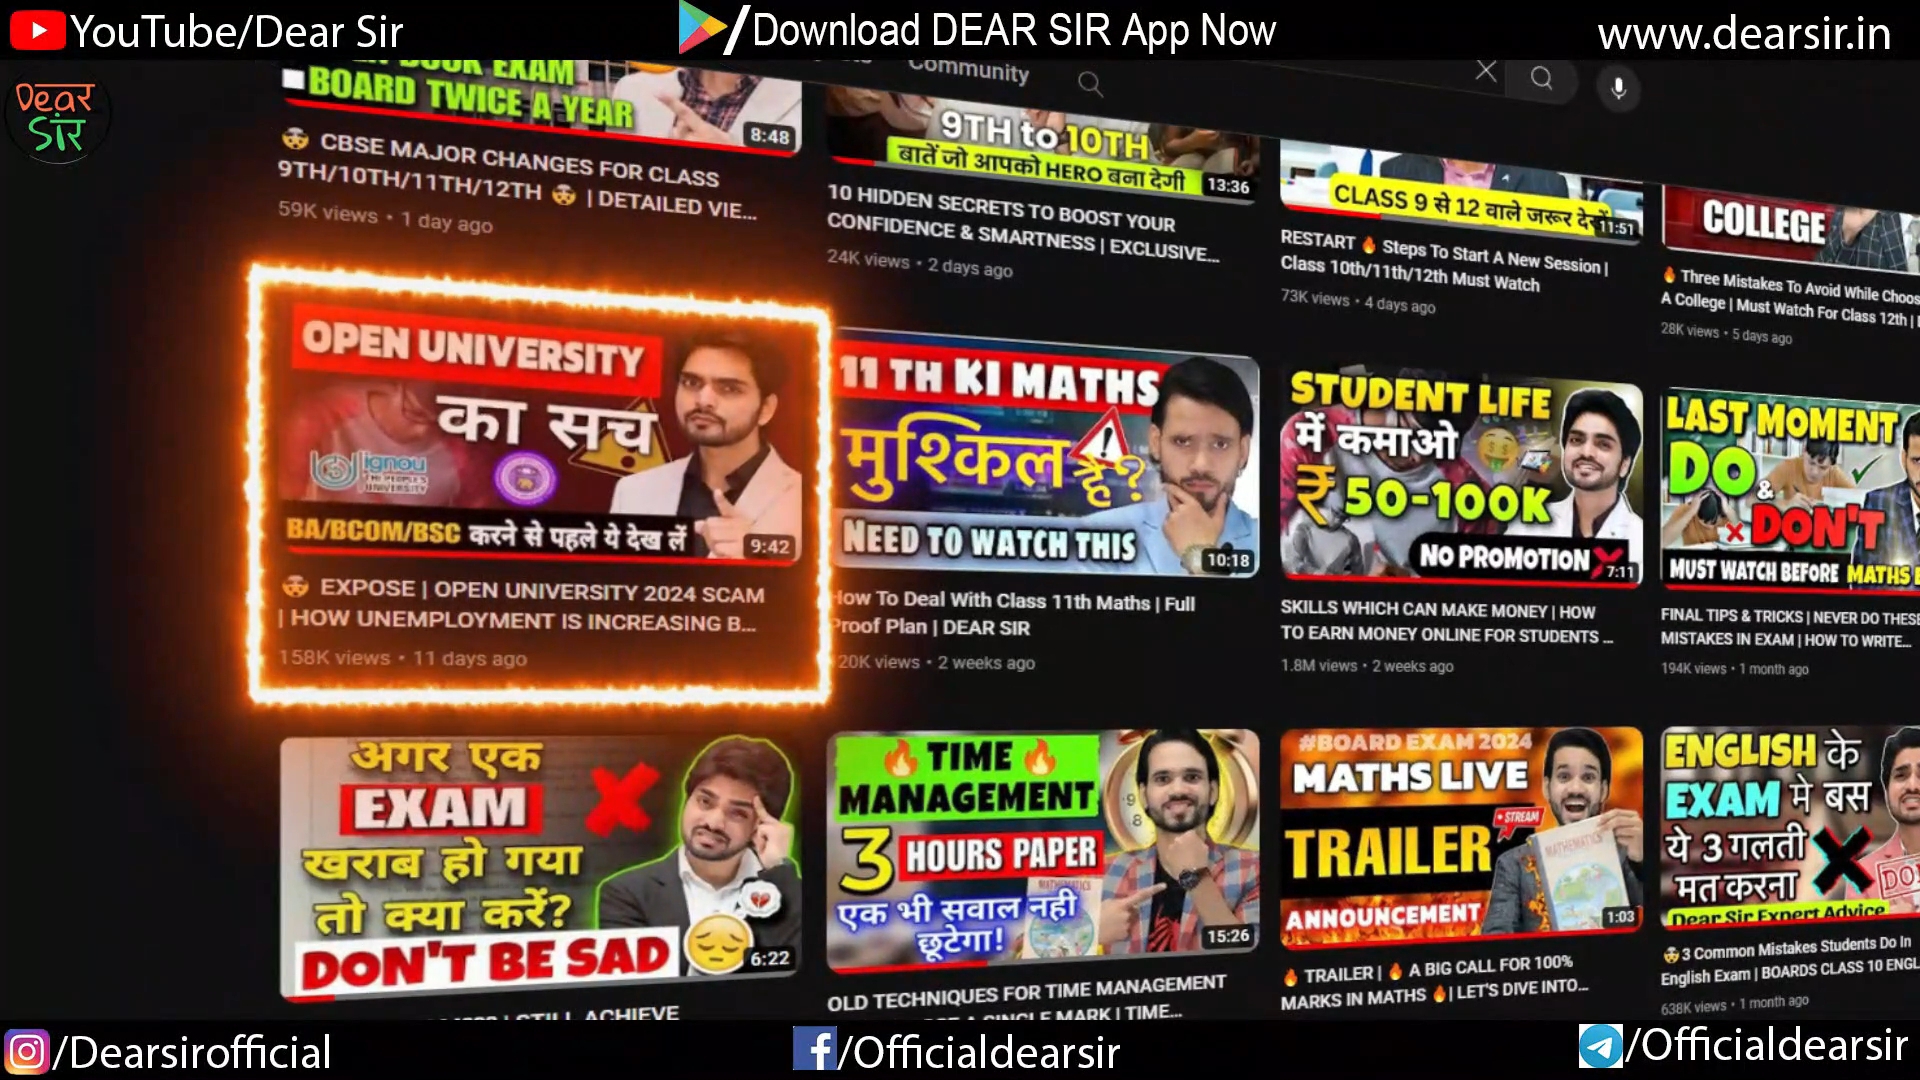 YouTube/Dear Sir
/Download DEAR SIR App Now
www.dearsir.in
Dear
Sir
Community
BOOK EXAM
BOARD TWICE A YEAR
8:48
CBSE MAJOR CHANGES FOR CLASS
9TH/10TH/11TH/12TH | DETAILED VIE...
59K views • 1 day ago
9TH to 10TH
बातें जो आपको HERO बना देगी
13:36
10 HIDDEN SECRETS TO BOOST YOUR
CONFIDENCE & SMARTNESS | EXCLUSIVE...
24K views • 2 days ago
CLASS 9 से 12 वाले जरूर देखें
11:51
RESTART Steps To Start A New Session |
Class 10th/11th/12th Must Watch
73K views • 4 days ago
COLLEGE
Three Mistakes To Avoid While Choos
A College | Must Watch For Class 12th |
28K views • 5 days ago
OPEN UNIVERSITY
का सच
ignou
THE PEOPLE'S
UNIVERSITY
BA/BCOM/BSC करने से पहले ये देख लें
9:42
EXPOSE | OPEN UNIVERSITY 2024 SCAM
| HOW UNEMPLOYMENT IS INCREASING B...
158K views • 11 days ago
11 TH KI MATHS
मुश्किल है?
NEED TO WATCH THIS
10:18
How To Deal With Class 11th Maths | Full
Proof Plan | DEAR SIR
20K views • 2 weeks ago
STUDENT LIFE
में कमाओ
₹50-100K
NO PROMOTION
7:11
SKILLS WHICH CAN MAKE MONEY | HOW
TO EARN MONEY ONLINE FOR STUDENTS ...
1.8M views • 2 weeks ago
LAST MOMENT
DO
& DON'T
MUST WATCH BEFORE MATHS
FINAL TIPS & TRICKS | NEVER DO THESE
MISTAKES IN EXAM | HOW TO WRITE...
194K views • 1 month ago
अगर एक
EXAM
खराब हो गया
तो क्या करें?
DON'T BE SAD
6:22
STILL ACHIEVE
TIME
MANAGEMENT
3 HOURS PAPER
एक भी सवाल नही
छूटेगा!
MATHEMATICS
15:26
OLD TECHNIQUES FOR TIME MANAGEMENT
A SINGLE MARK | TIME...
#BOARD EXAM 2024
MATHS LIVE
STREAM
TRAILER
MATHEMATICS
ANNOUNCEMENT
1:03
TRAILER | A BIG CALL FOR 100%
MARKS IN MATHS | LET'S DIVE INTO...
ENGLISH के
EXAM मे बस
ये 3 गलती
मत करना
Dear Sir Expert Advice
3 Common Mistakes Students Do In
English Exam | BOARDS CLASS 10 ENGL
638K views • 1 month ago
/Dearsirofficial
/Officialdearsir
/Officialdearsir